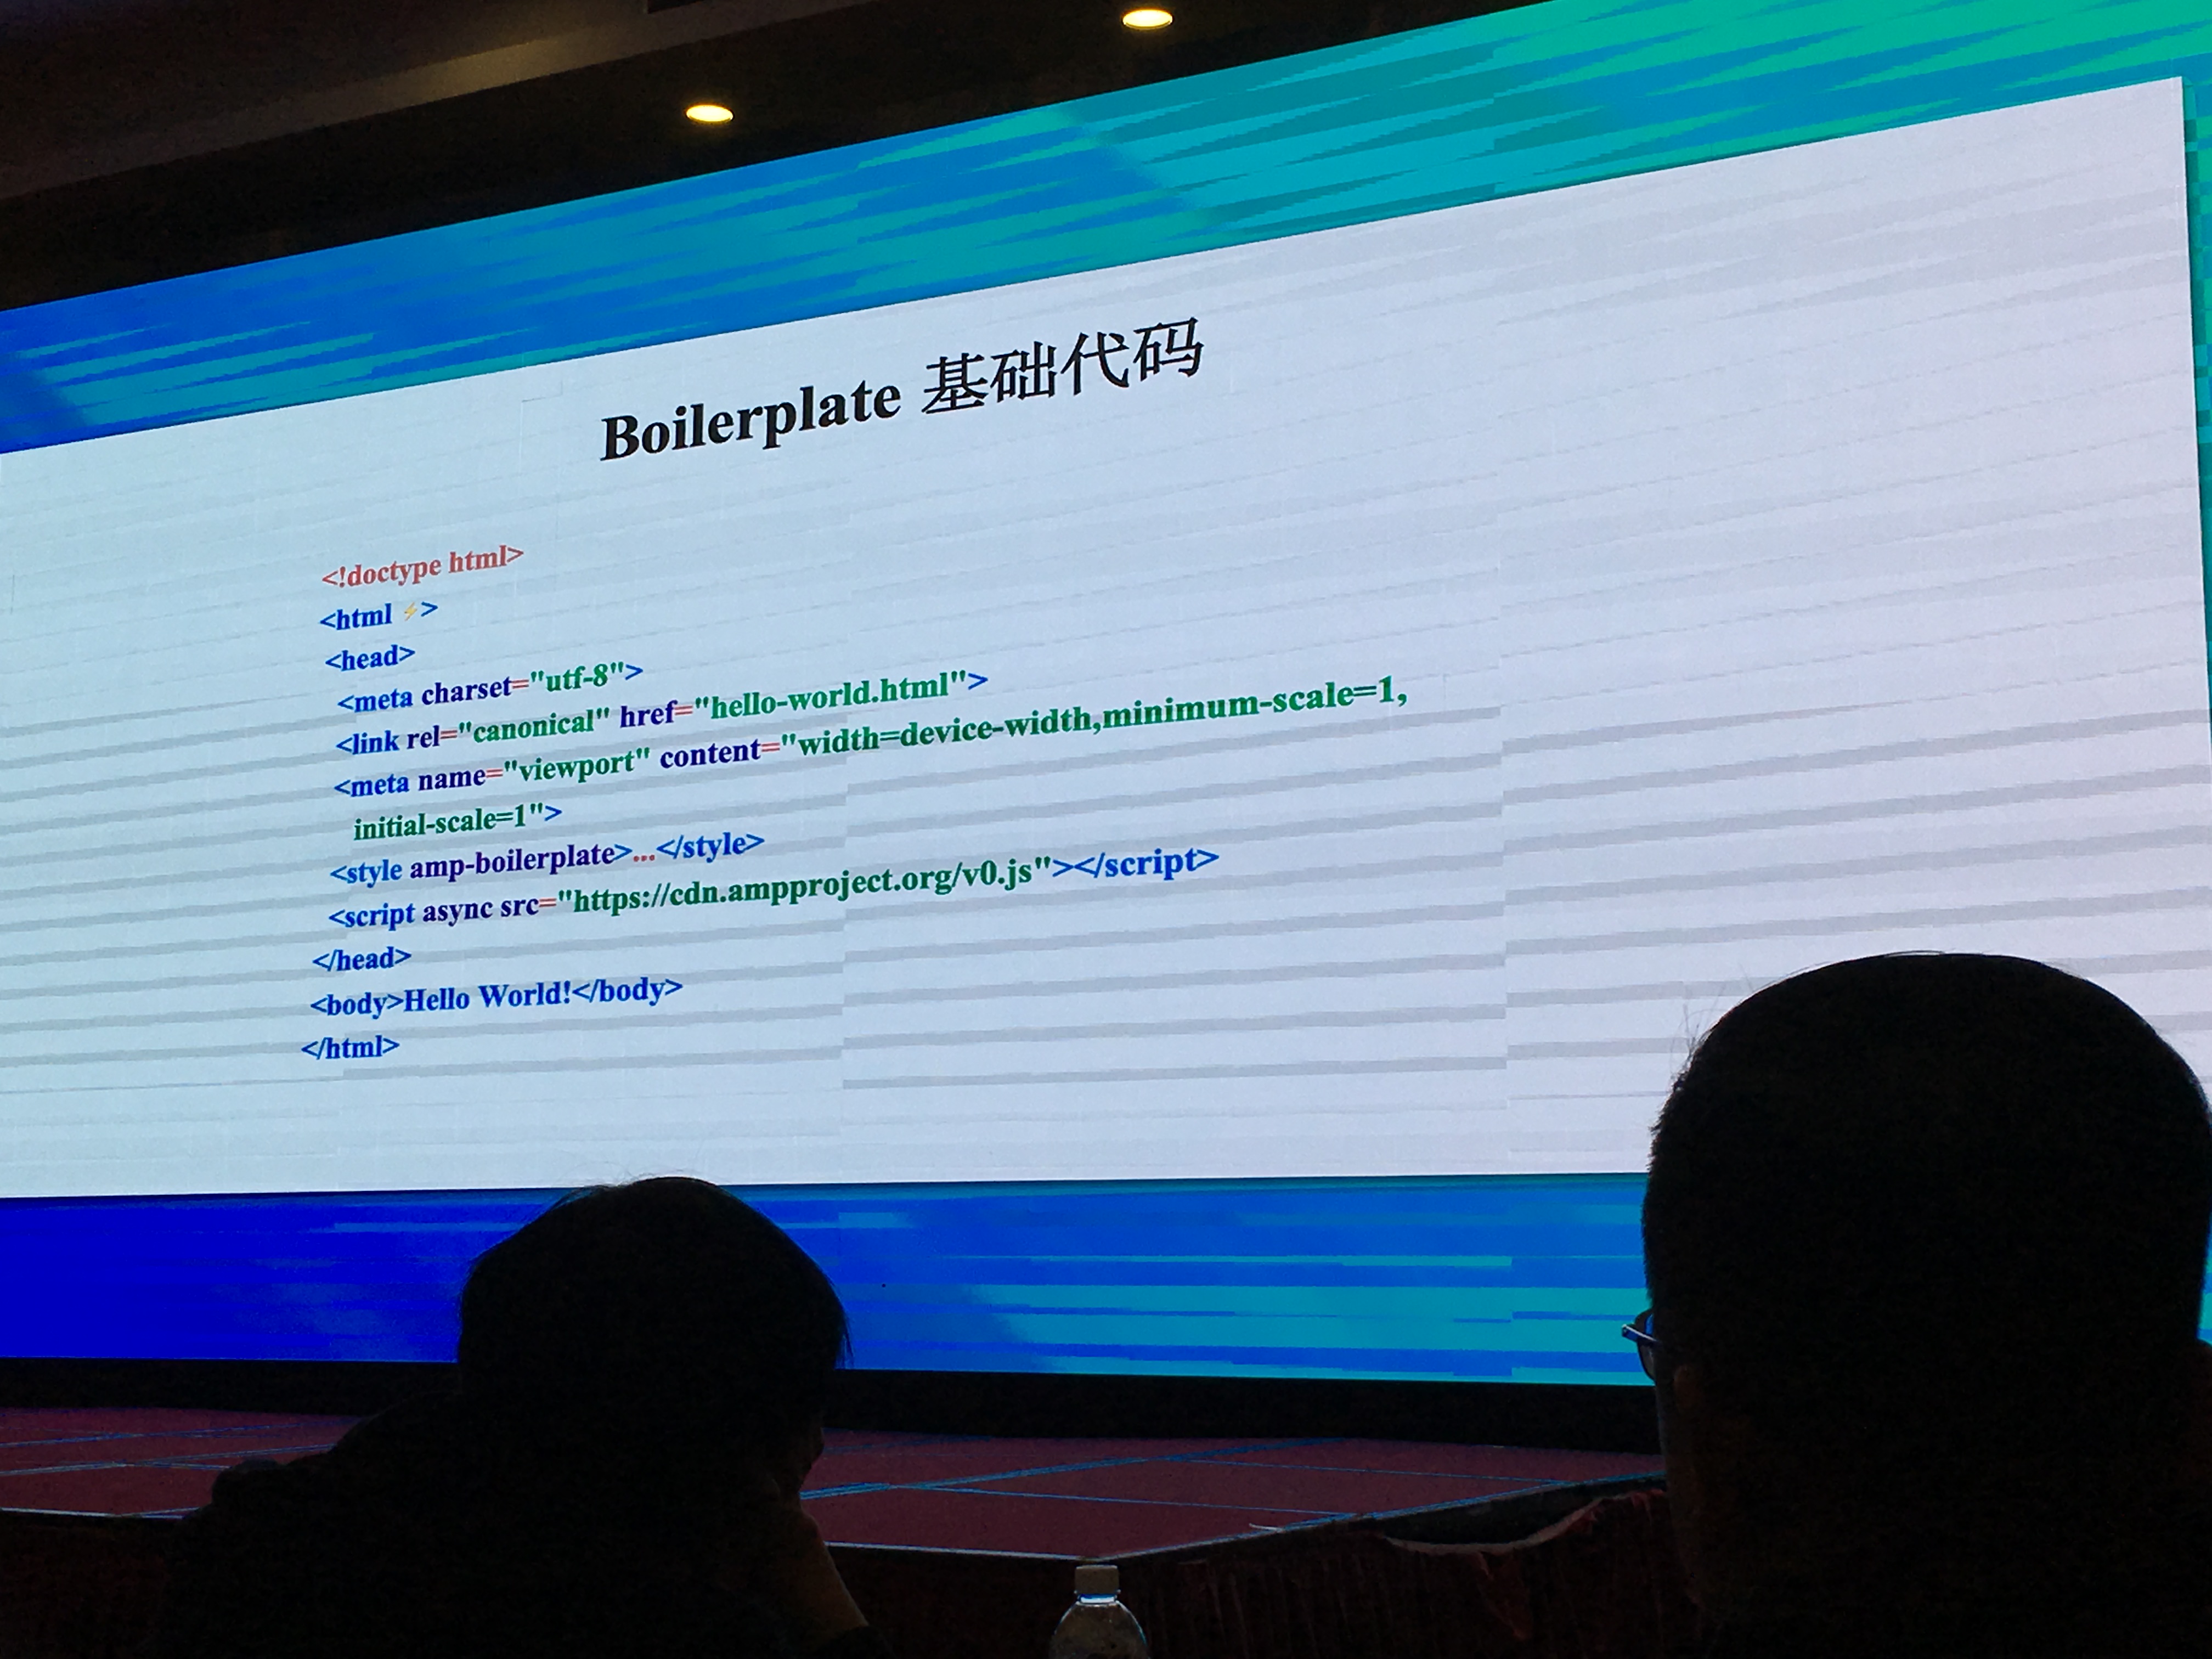 Boilerplate 基础代码
<!doctype html>
<html ⚡>
<head>
<meta charset="utf-8">
<link rel="canonical" href="hello-world.html">
<meta name="viewport" content="width=device-width,minimum-scale=1,
initial-scale=1">
<style amp-boilerplate>...</style>
<script async src="https://cdn.ampproject.org/v0.js"></script>
</head>
<body>Hello World!</body>
</html>